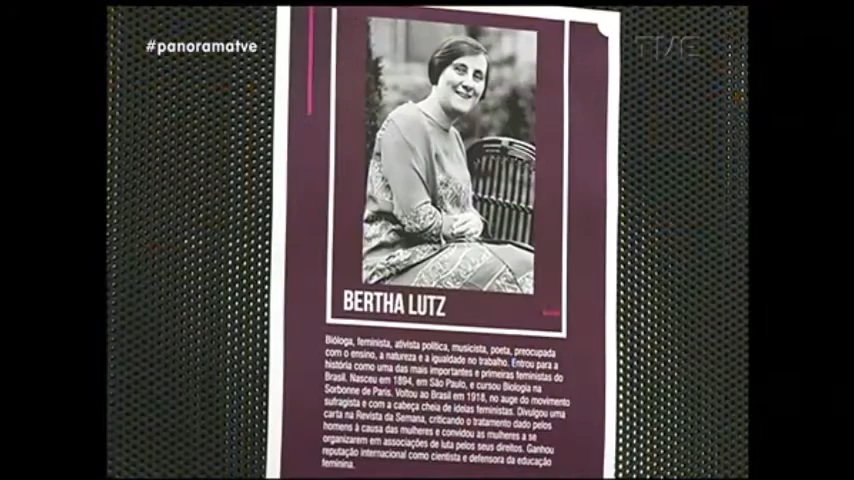 #panoramatve
TVE
BERTHA LUTZ
Bióloga, feminista, ativista política, musicista, poeta, preocupada
com o ensino, a natureza e a igualdade no trabalho. Entrou para a
história como uma das mais importantes e primeiras feministas do
Brasil. Nasceu em 1894, em São Paulo, e cursou Biologia na
Sorbonne de Paris. Voltou ao Brasil em 1918, no auge do movimento
sufragista e com a cabeça cheia de ideias feministas. Divulgou uma
carta na Revista da Semana, criticando o tratamento dado pelos
homens à causa das mulheres e convidou as mulheres a se
organizarem em associações de luta pelos seus direitos. Ganhou
reputação internacional como cientista e defensora da educação
feminina.